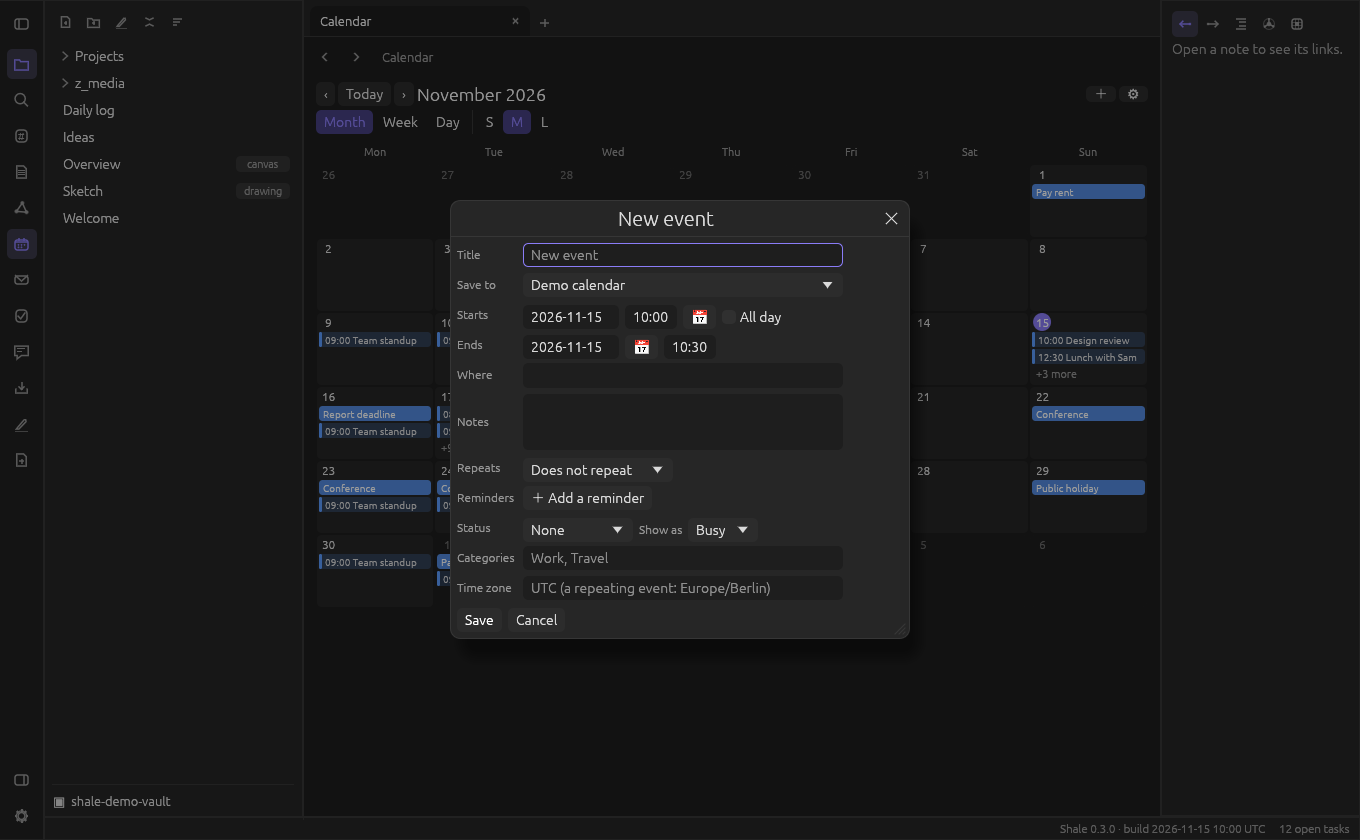 Calendar
Projects
z_media
Daily log
Ideas
Overview canvas
Sketch drawing
Welcome
shale-demo-vault
Calendar
Today November 2026
Month Week Day S M L
Mon Tue Wed Thu Fri Sat Sun
26 27 28 29 30 31 1
Pay rent
2 3 7 8
9 10 14 15
09:00 Team standup 10:00 Design review
12:30 Lunch with Sam
+3 more
16 17 21 22
Report deadline Conference
09:00 Team standup
23 24 28 29
Conference Public holiday
09:00 Team standup
30 5 6
09:00 Team standup
New event
Title New event
Save to Demo calendar
Starts 2026-11-15 10:00 All day
Ends 2026-11-15 10:30
Where
Notes
Repeats Does not repeat
Reminders + Add a reminder
Status None Show as Busy
Categories Work, Travel
Time zone UTC (a repeating event: Europe/Berlin)
Save Cancel
Open a note to see its links.
Shale 0.3.0 · build 2026-11-15 10:00 UTC 12 open tasks